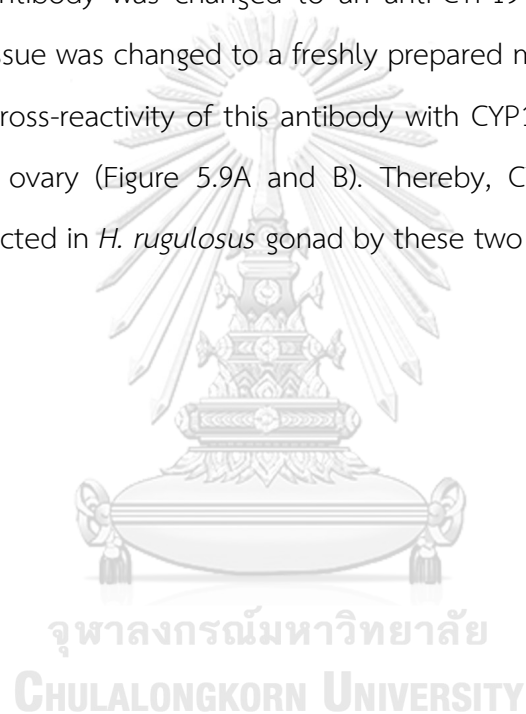 ntibody was changed to an anti-CYP19
ssue was changed to a freshly prepared
ross-reactivity of this antibody with CYP1
ovary (Figure 5.9A and B). Thereby, C
cted in H. rugulosus gonad by these two
จุฬาลงกรณ์มหาวิทยาลัย
CHULALONGKORN UNIVERSITY